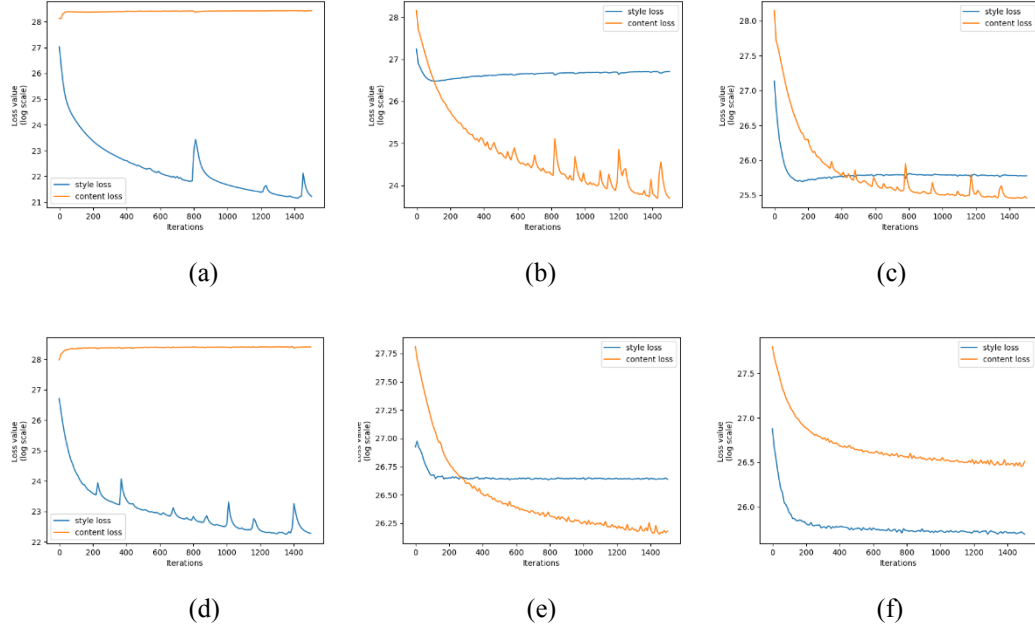 28
27
26
25
24
23
22
21
Loss value
(log scale)
style loss
content loss
0 200 400 600 800 1000 1200 1400
Iterations
(a)
28
27
26
25
24
Loss value
(log scale)
style loss
content loss
0 200 400 600 800 1000 1200 1400
Iterations
(b)
28.0
27.5
27.0
26.5
26.0
25.5
Loss value
(log scale)
style loss
content loss
0 200 400 600 800 1000 1200 1400
Iterations
(c)
28
27
26
25
24
23
22
Loss value
(log scale)
style loss
content loss
0 200 400 600 800 1000 1200 1400
Iterations
(d)
27.75
27.50
27.25
27.00
26.75
26.50
26.25
Loss value
(log scale)
style loss
content loss
0 200 400 600 800 1000 1200 1400
Iterations
(e)
27.5
27.0
26.5
26.0
Loss value
(log scale)
style loss
content loss
0 200 400 600 800 1000 1200 1400
Iterations
(f)